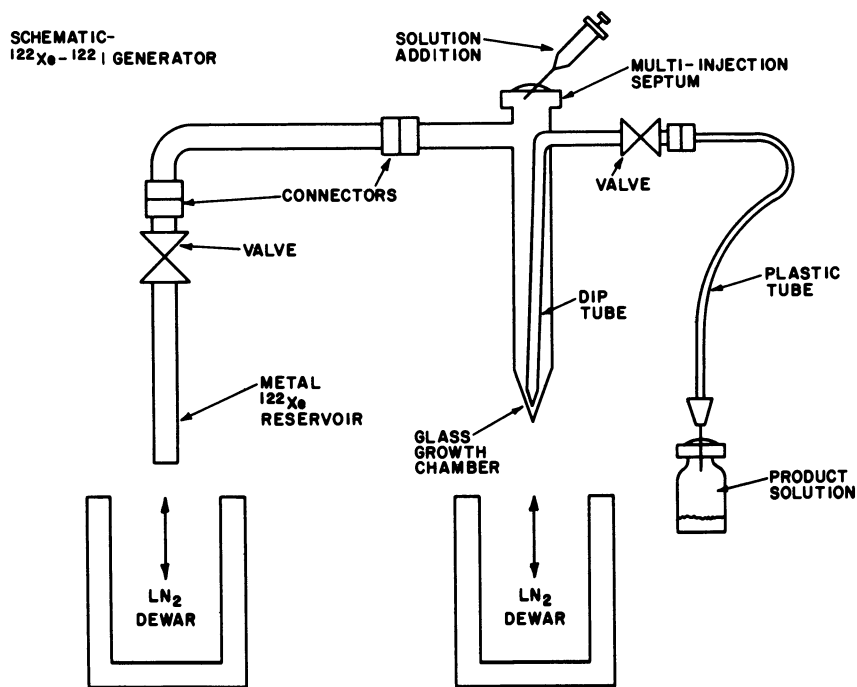 SCHEMATIC-
¹²²Xe-¹²²I GENERATOR
SOLUTION
ADDITION
MULTI-INJECTION
SEPTUM
CONNECTORS
VALVE
VALVE
DIP
TUBE
PLASTIC
TUBE
METAL
¹²²Xe
RESERVOIR
GLASS
GROWTH
CHAMBER
PRODUCT
SOLUTION
LN₂
DEWAR
LN₂
DEWAR